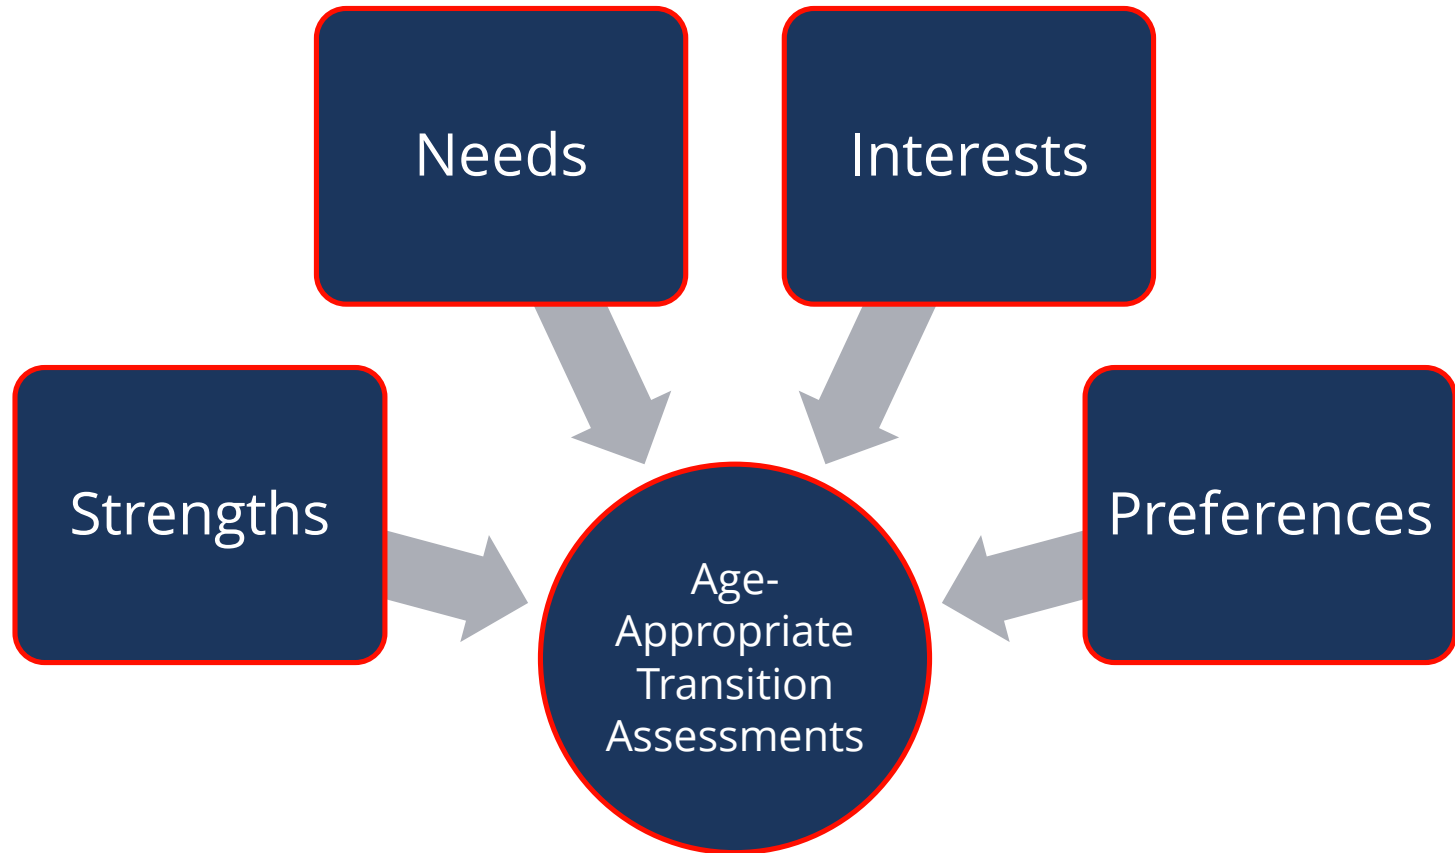 Needs
Interests
Strengths
Preferences
Age-
Appropriate
Transition
Assessments